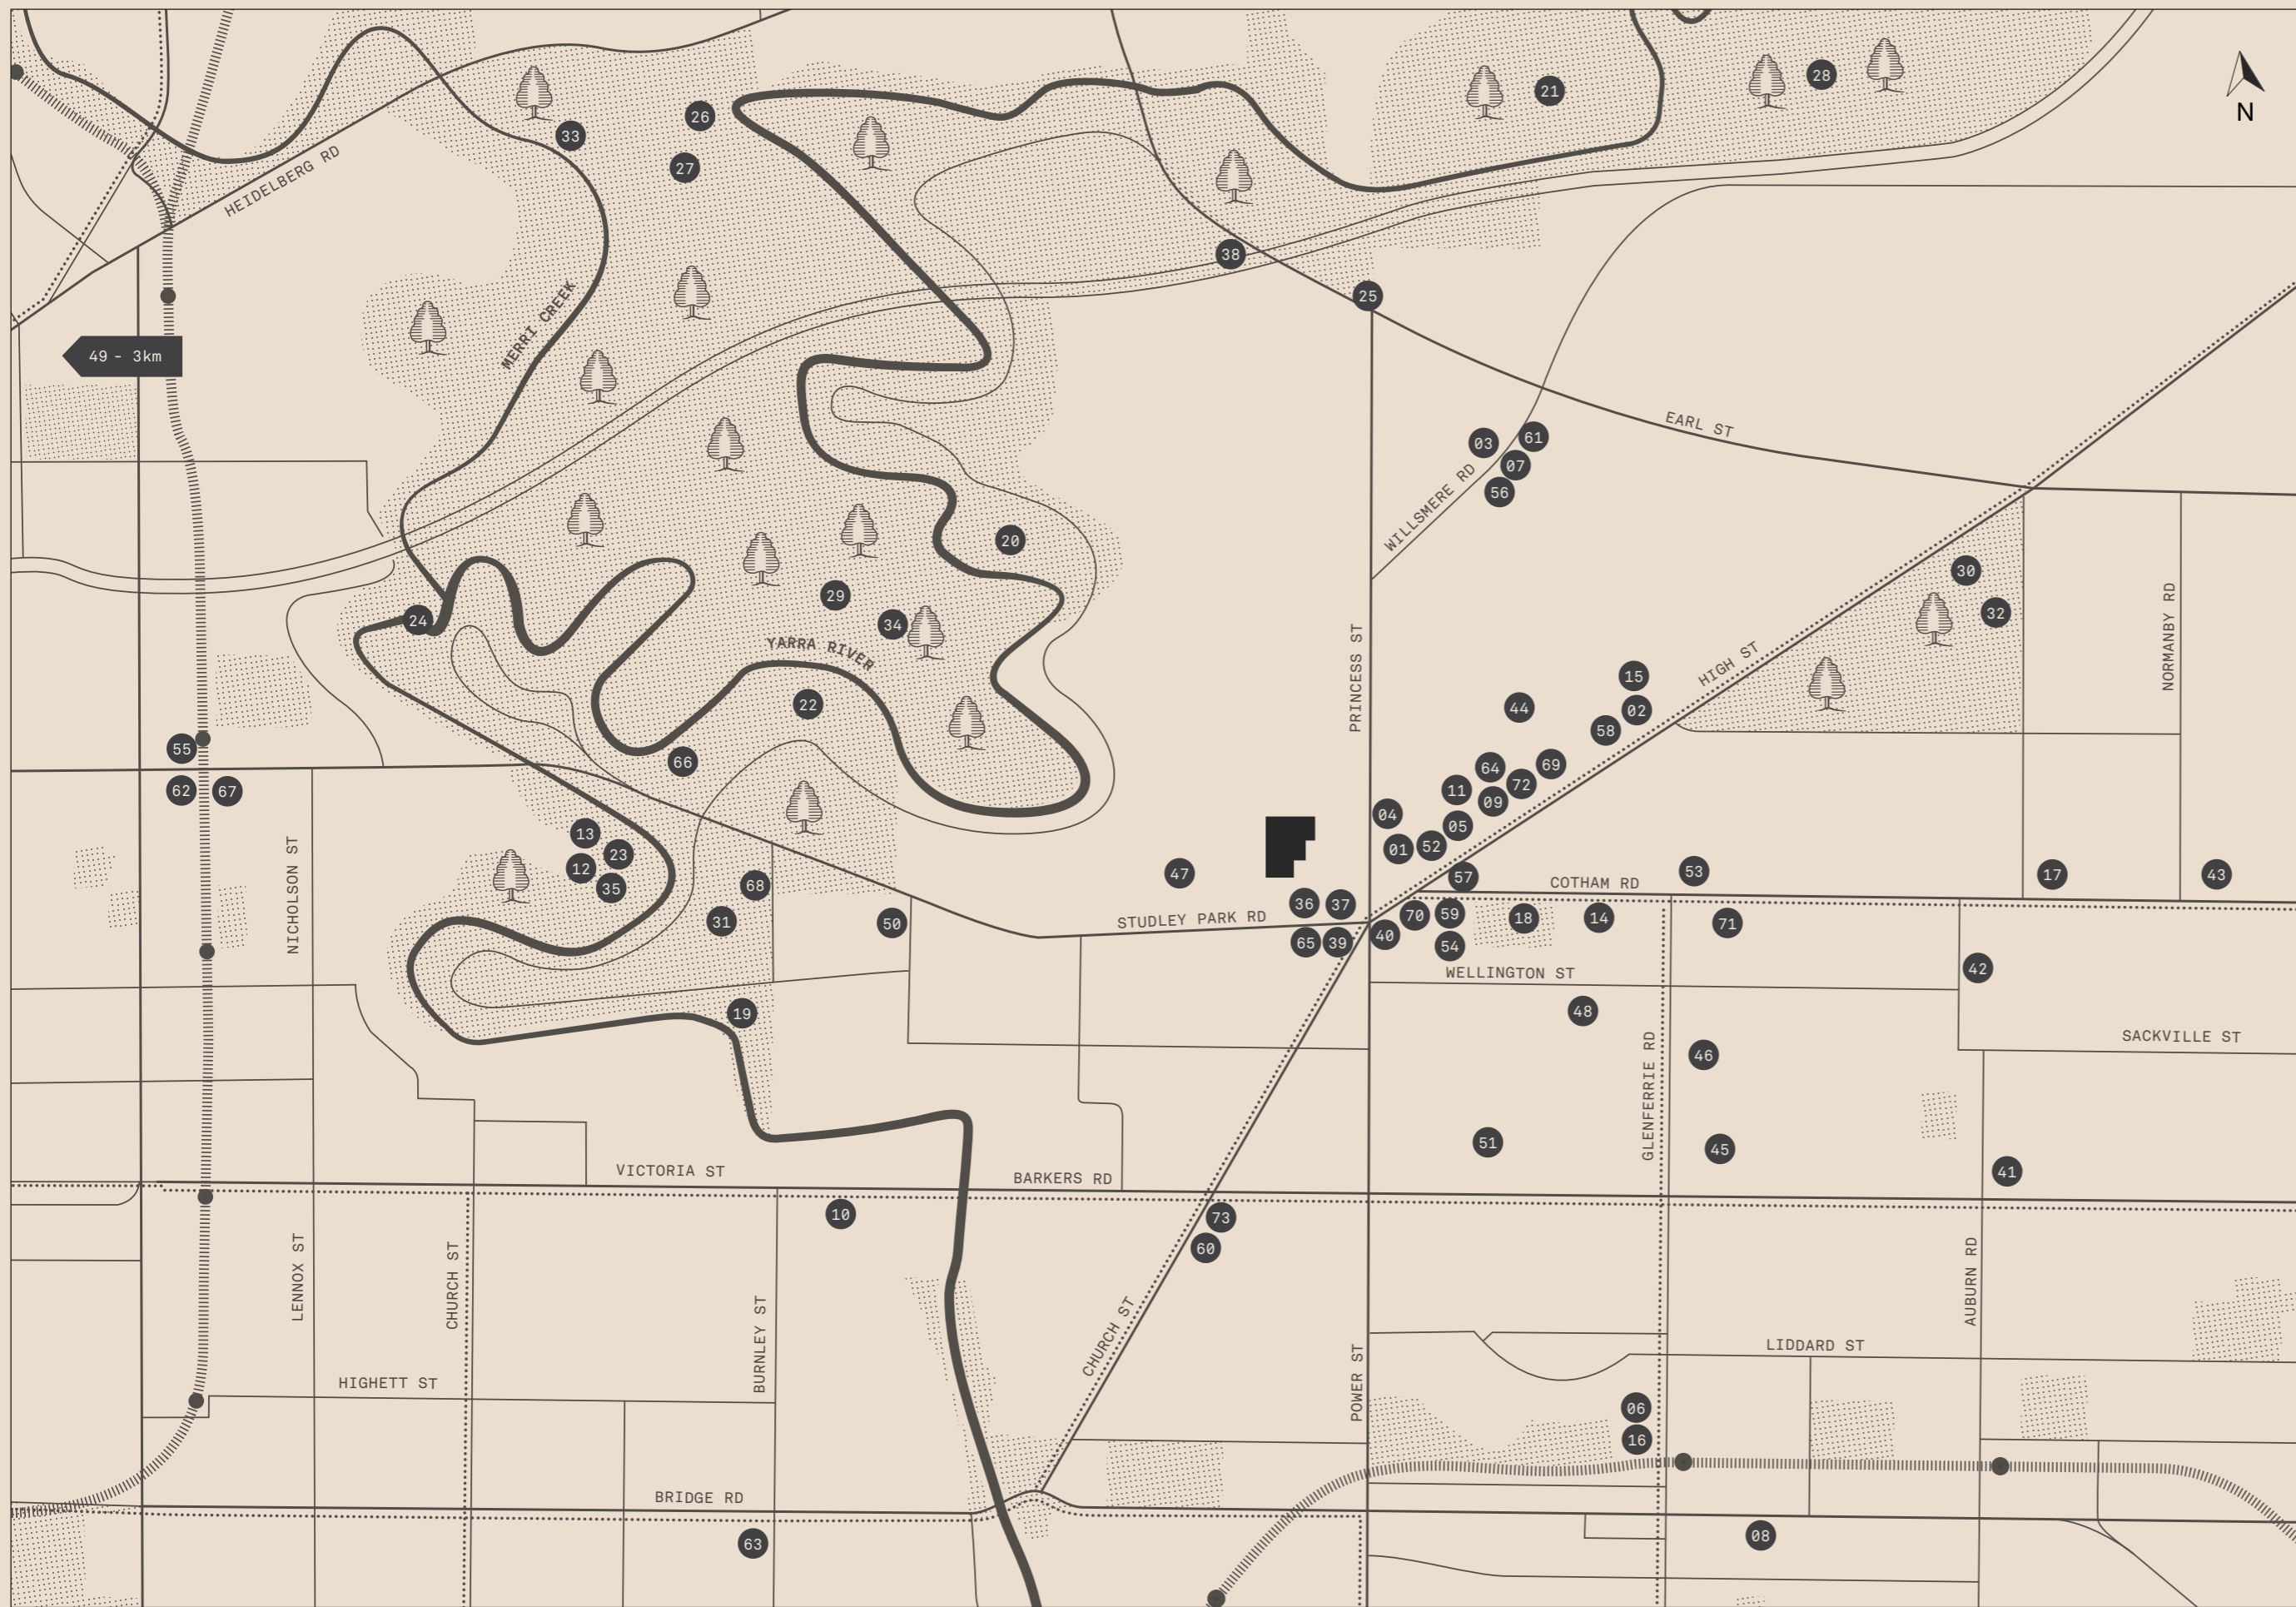 21
28
26
33
27
N
HEIDELBERG RD
38
25
MERRI CREEK
49 - 3km
EARL ST
03
61
07
56
WILLSMERE RD
20
30
29
32
24
34
YARRA RIVER
NORMANBY RD
PRINCESS ST
HIGH ST
15
22
44
02
58
55
66
64
69
62
67
11
72
09
04
13
05
NICHOLSON ST
23
01
52
12
47
57
53
17
43
35
68
COTHAM RD
36
37
31
50
STUDLEY PARK RD
70
59
18
14
71
40
65
39
54
42
WELLINGTON ST
19
48
SACKVILLE ST
46
GLENFERRIE RD
51
45
VICTORIA ST
BARKERS RD
41
10
73
60
LENNOX ST
CHURCH ST
BURNLEY ST
CHURCH ST
AUBURN RD
LIDDARD ST
POWER ST
HIGHETT ST
06
16
BRIDGE RD
08
63